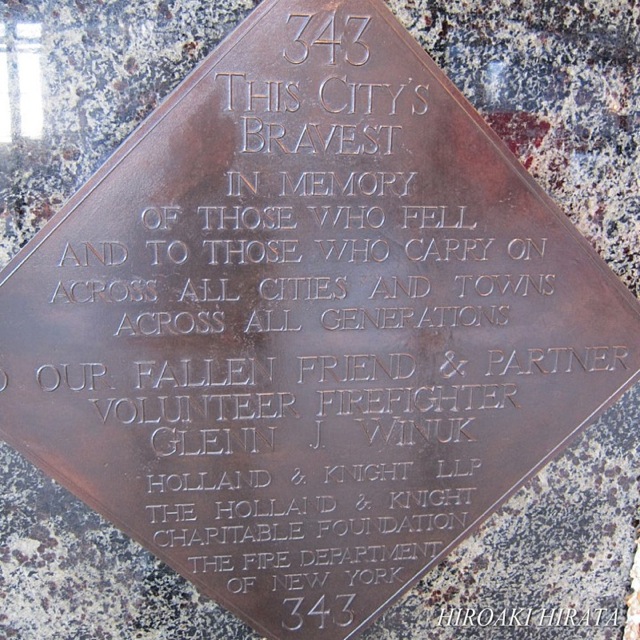 343
THIS CITY'S
BRAVEST
IN MEMORY
OF THOSE WHO FELL
AND TO THOSE WHO CARRY ON
ACROSS ALL CITIES AND TOWNS
ACROSS ALL GENERATIONS
OUR FALLEN FRIEND & PARTNER
VOLUNTEER FIREFIGHTER
GLENN J WINUK
HOLLAND & KNIGHT LLP
THE HOLLAND & KNIGHT
CHARITABLE FOUNDATION
THE FIRE DEPARTMENT
OF NEW YORK
343
HIROAKI HIRATA